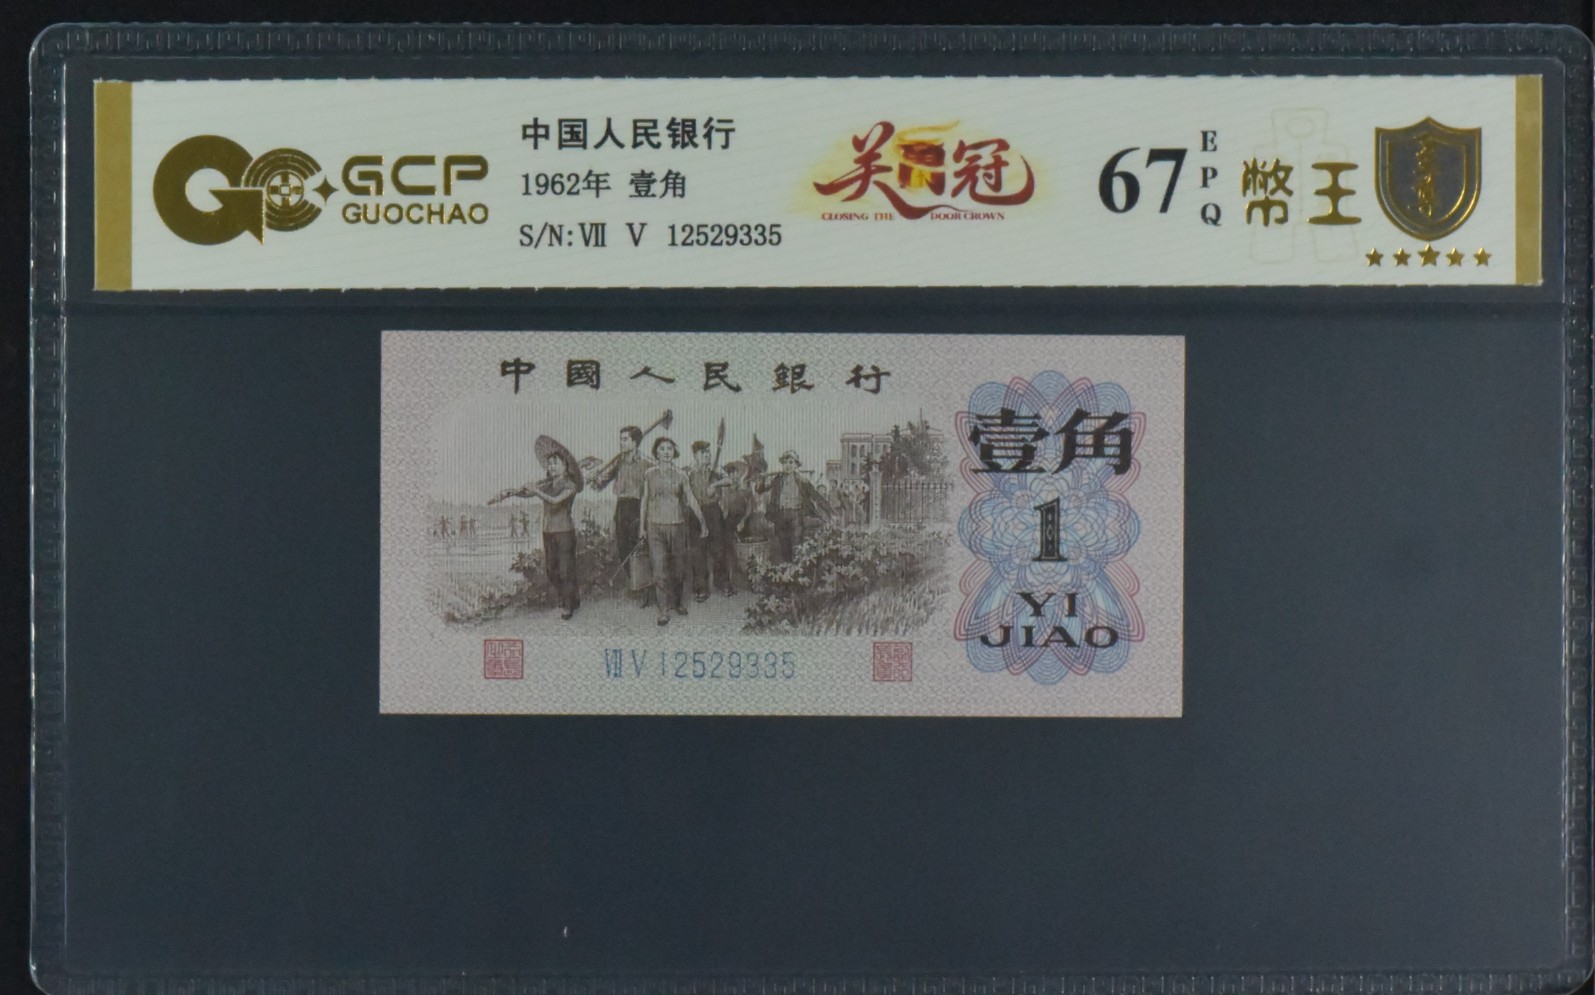 GCP
GUOCHAO
中国人民银行
1962年 壹角
S/N:Ⅶ V 12529335
关门冠
CLOSING THE DOOR CROWN
67
EPQ
幣王
中國人民銀行
壹角
1
YI
JIAO
Ⅶ V 12529335